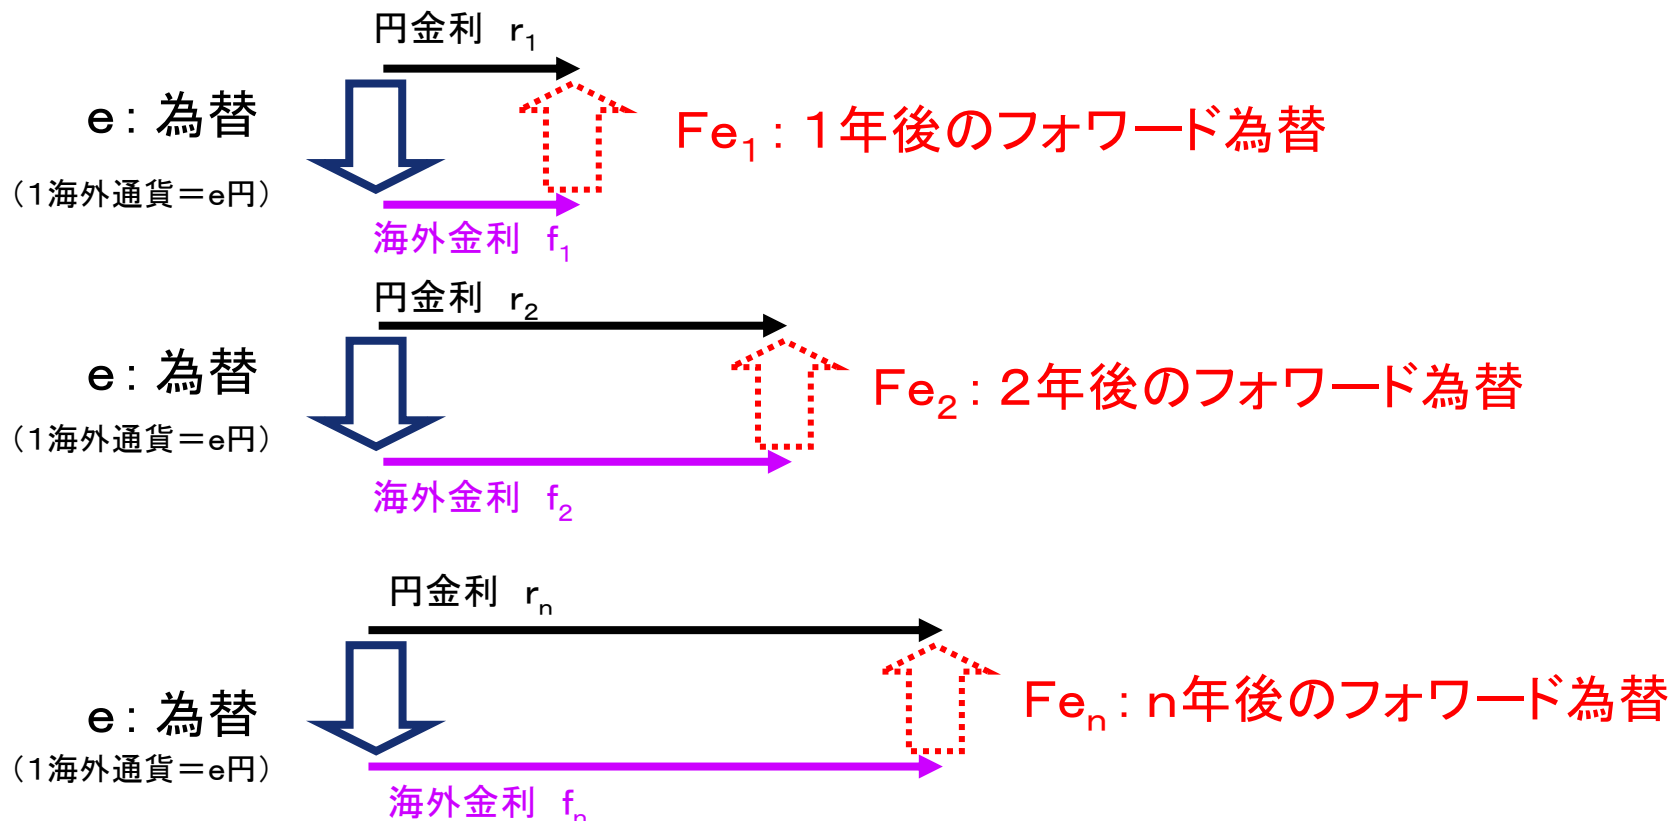 円金利 r₁
e：為替
Fe₁：１年後のフォワード為替
（１海外通貨＝e円）
海外金利 f₁
円金利 r₂
e：為替
Fe₂：２年後のフォワード為替
（１海外通貨＝e円）
海外金利 f₂
円金利 rₙ
e：為替
Feₙ：ｎ年後のフォワード為替
（１海外通貨＝e円）
海外金利 fₙ